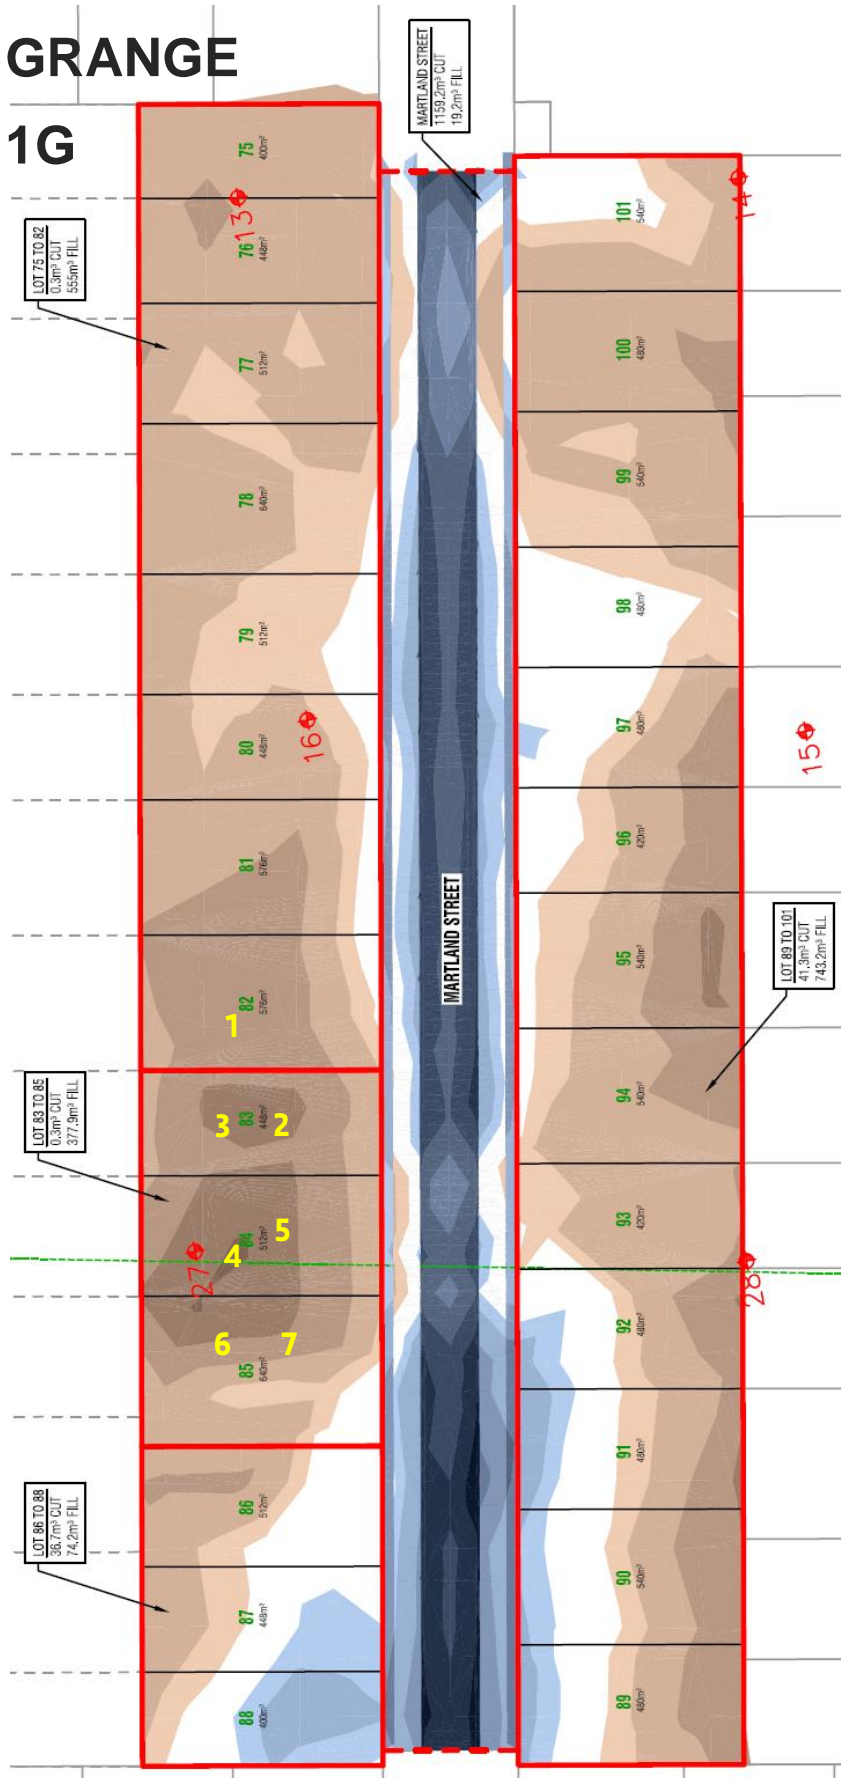 GRANGE
1G
MARTLAND STREET
1159.2m³ CUT
19.2m³ FILL
LOT 75 TO 82
0.3m³ CUT
555m³ FILL
75
400m²
13
76
448m²
77
512m²
78
640m²
79
512m²
80
448m²
16
81
576m²
82
576m²
1
LOT 83 TO 85
0.3m³ CUT
377.9m³ FILL
83
448m²
3
2
84
512m²
5
4
27
6
7
85
640m²
LOT 86 TO 88
36.7m³ CUT
74.2m³ FILL
86
512m²
87
448m²
88
400m²
MARTLAND STREET
14
101
540m²
100
480m²
99
540m²
98
480m²
97
480m²
15
96
420m²
95
540m²
LOT 89 TO 101
41.3m³ CUT
743.2m³ FILL
94
540m²
93
420m²
28
92
480m²
91
480m²
90
540m²
89
480m²